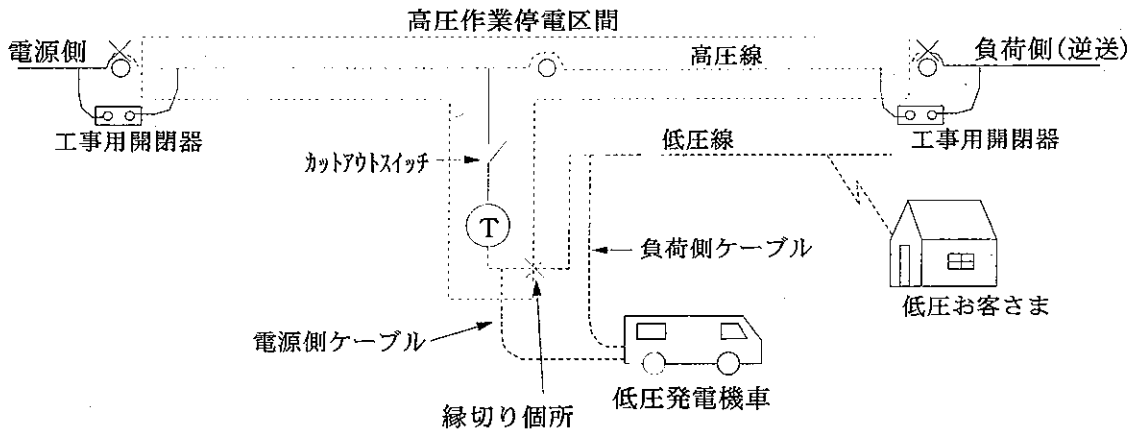 高圧作業停電区間
電源側
高圧線
負荷側(逆送)
工事用開閉器
低圧線
工事用開閉器
カットアウトスイッチ
T
負荷側ケーブル
低圧お客さま
電源側ケーブル
低圧発電機車
縁切り個所